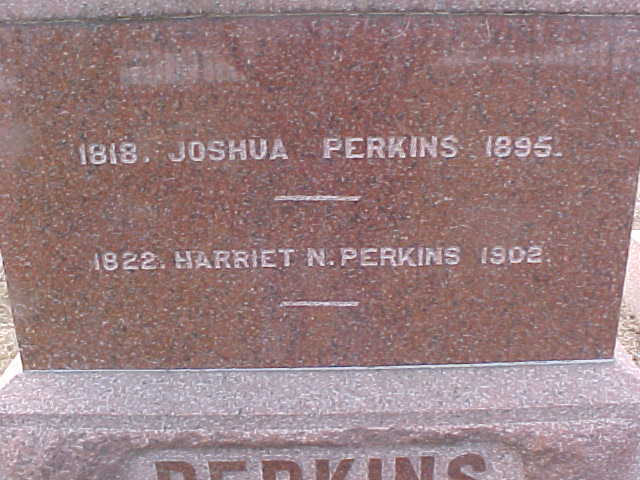 1818. JOSHUA PERKINS 1895.
1822. HARRIET N. PERKINS 1902.
PERKINS